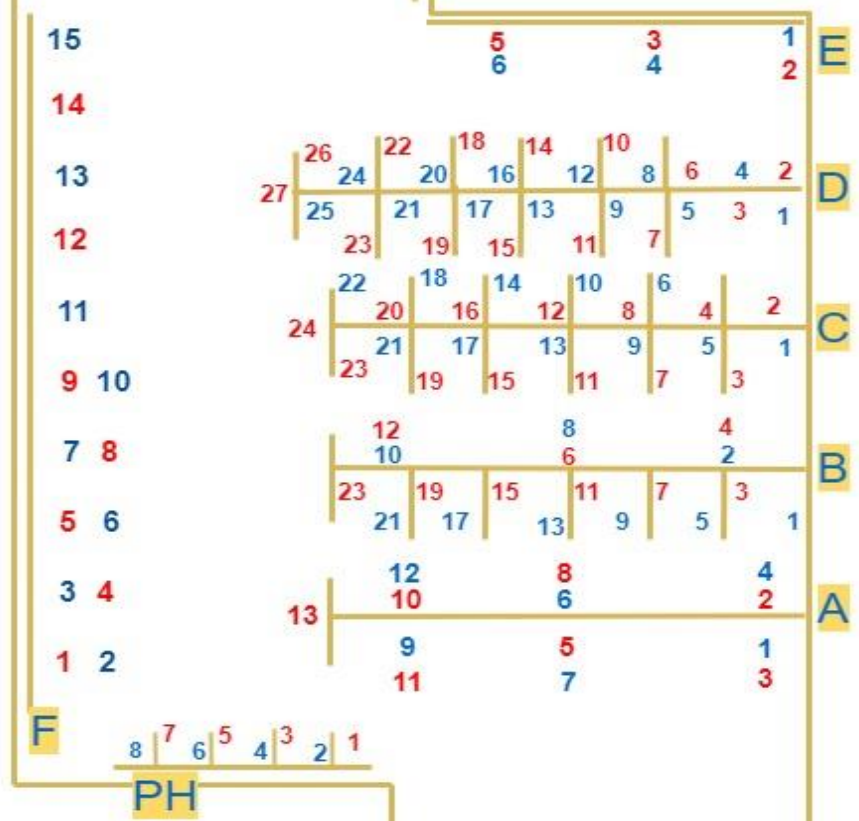 15 5 3 1 E
6 4 2
14
26 22 18 14 10
13 24 20 16 12 8 6 4 2
27 D
25 21 17 13 9 5 3 1
12 23 19 15 11 7
22 18 14 10 6
11 20 16 12 8 4 2
24 C
21 17 13 9 5 1
9 10 23 19 15 11 7 3
12 8 4
7 8 10 6 2
B
23 19 15 11 7 3
5 6 21 17 13 9 5 1
12 8 4
3 4 10 6 2
13 A
9 5 1
1 2 11 7 3
F
7 5 3 1
8 6 4 2
PH